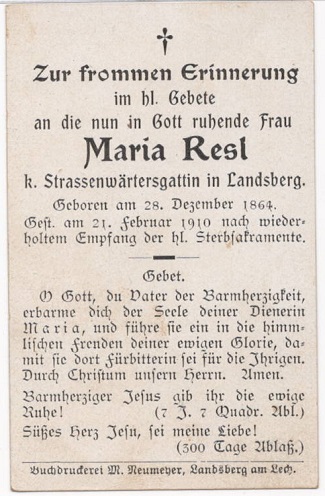 Zur frommen Erinnerung
im hl. Gebete
an die nun in Gott ruhende Frau
Maria Resl
k. Strassenwärtersgattin in Landsberg.
Geboren am 28. Dezember 1864.
Gest. am 21. Februar 1910 nach wieder-
holtem Empfang der hl. Sterbsakramente.
Gebet.
O Gott, du Vater der Barmherzigkeit,
erbarme dich der Seele deiner Dienerin
Maria, und führe sie ein in die himm-
lischen Freuden deiner ewigen Glorie, da-
mit sie dort Fürbitterin sei für die Ihrigen.
Durch Christum unsern Herrn. Amen.
Barmherziger Jesus gib ihr die ewige
Ruhe! (7 J. 7 Quadr. Abl.)
Süßes Herz Jesu, sei meine Liebe!
(300 Tage Ablaß.)
Buchdruckerei M. Neumeyer, Landsberg am Lech.